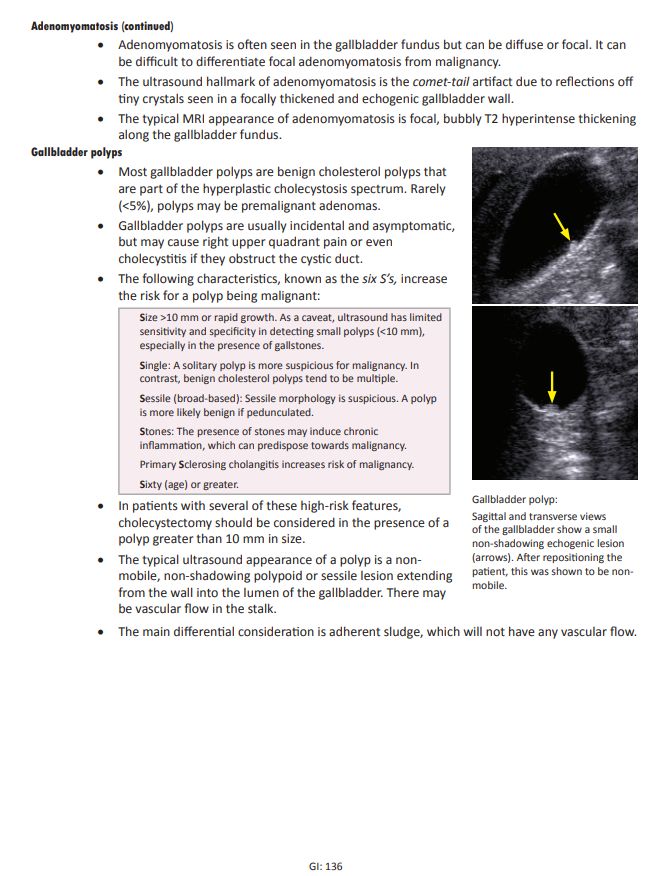 Adenomyomatosis (continued)
• Adenomyomatosis is often seen in the gallbladder fundus but can be diffuse or focal. It can
be difficult to differentiate focal adenomyomatosis from malignancy.
• The ultrasound hallmark of adenomyomatosis is the comet-tail artifact due to reflections off
tiny crystals seen in a focally thickened and echogenic gallbladder wall.
• The typical MRI appearance of adenomyomatosis is focal, bubbly T2 hyperintense thickening
along the gallbladder fundus.
Gallbladder polyps
• Most gallbladder polyps are benign cholesterol polyps that
are part of the hyperplastic cholecystosis spectrum. Rarely
(<5%), polyps may be premalignant adenomas.
• Gallbladder polyps are usually incidental and asymptomatic,
but may cause right upper quadrant pain or even
cholecystitis if they obstruct the cystic duct.
• The following characteristics, known as the six S's, increase
the risk for a polyp being malignant:
Size >10 mm or rapid growth. As a caveat, ultrasound has limited
sensitivity and specificity in detecting small polyps (<10 mm),
especially in the presence of gallstones.
Single: A solitary polyp is more suspicious for malignancy. In
contrast, benign cholesterol polyps tend to be multiple.
Sessile (broad-based): Sessile morphology is suspicious. A polyp
is more likely benign if pedunculated.
Stones: The presence of stones may induce chronic
inflammation, which can predispose towards malignancy.
Primary Sclerosing cholangitis increases risk of malignancy.
Sixty (age) or greater.
• In patients with several of these high-risk features,
cholecystectomy should be considered in the presence of a
polyp greater than 10 mm in size.
• The typical ultrasound appearance of a polyp is a non-
mobile, non-shadowing polypoid or sessile lesion extending
from the wall into the lumen of the gallbladder. There may
be vascular flow in the stalk.
• The main differential consideration is adherent sludge, which will not have any vascular flow.
Gallbladder polyp:
Sagittal and transverse views
of the gallbladder show a small
non-shadowing echogenic lesion
(arrows). After repositioning the
patient, this was shown to be non-
mobile.
GI: 136